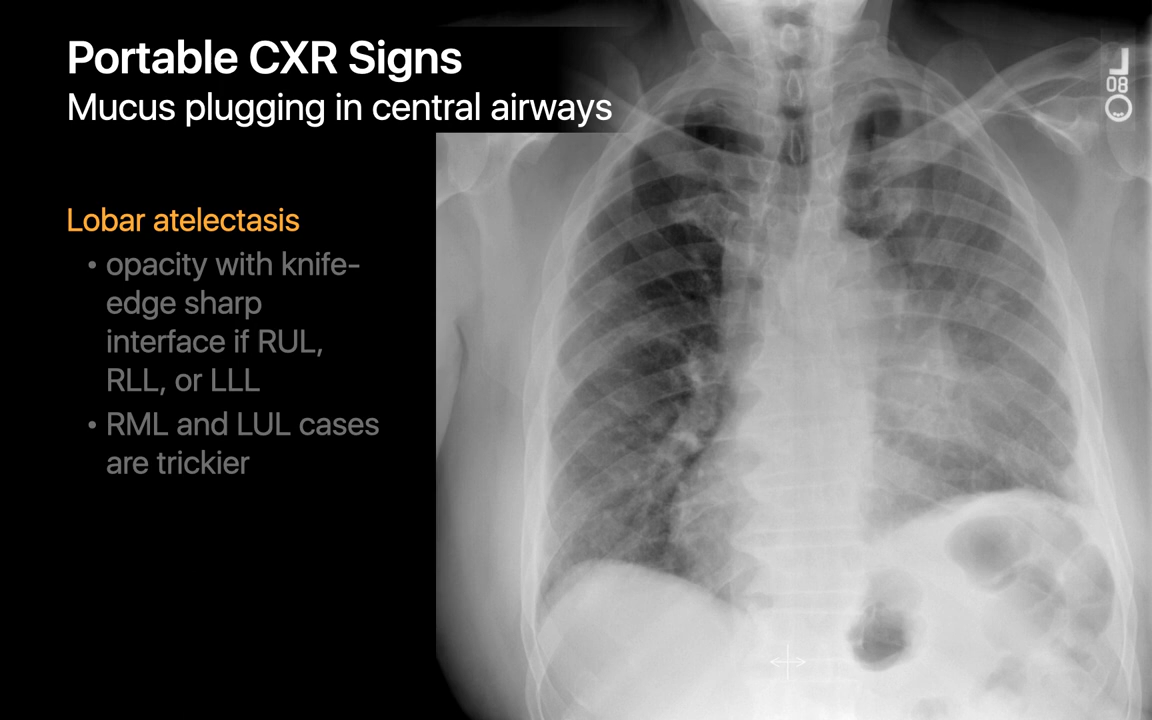 Portable CXR Signs
Mucus plugging in central airways
Lobar atelectasis
• opacity with knife-
edge sharp
interface if RUL,
RLL, or LLL
• RML and LUL cases
are trickier
L
08